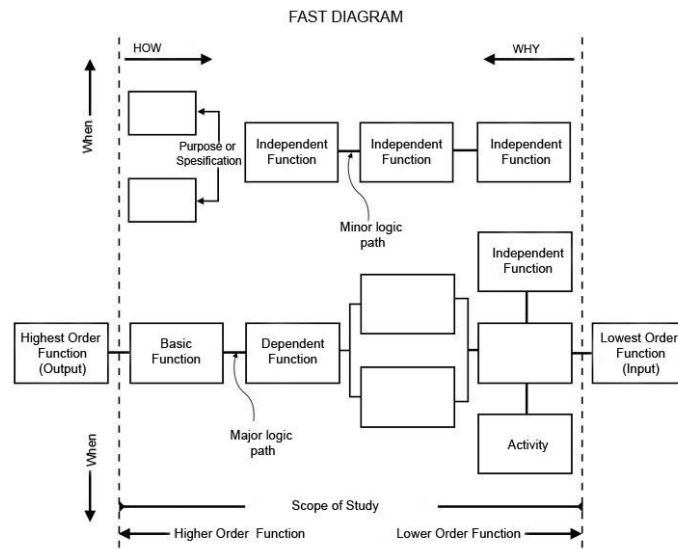 FAST DIAGRAM
HOW
WHY
When
Purpose or
Spesification
Independent
Function
Independent
Function
Independent
Function
Minor logic
path
Independent
Function
Highest Order
Function
(Output)
Basic
Function
Dependent
Function
Lowest Order
Function
(Input)
Major logic
path
Activity
When
Scope of Study
Higher Order Function
Lower Order Function